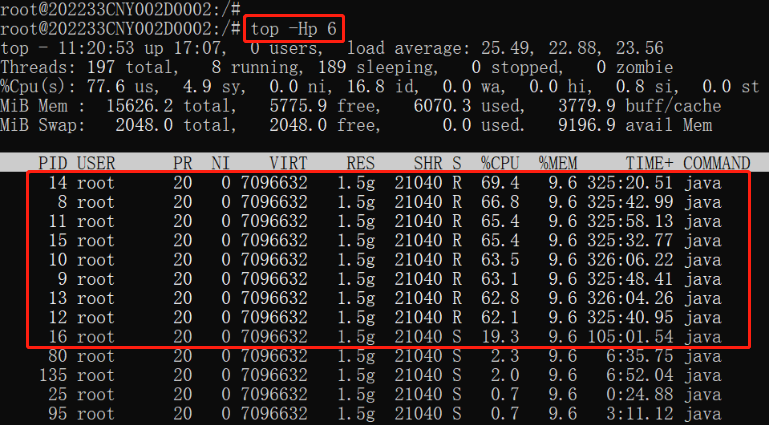 root@202233CNY002D0002:/#
root@202233CNY002D0002:/# top -Hp 6
top - 11:20:53 up 17:07,  0 users,  load average: 25.49, 22.88, 23.56
Threads: 197 total,   8 running, 189 sleeping,   0 stopped,   0 zombie
%Cpu(s): 77.6 us,  4.9 sy,  0.0 ni, 16.8 id,  0.0 wa,  0.0 hi,  0.8 si,  0.0 st
MiB Mem :  15626.2 total,   5775.9 free,   6070.3 used,   3779.9 buff/cache
MiB Swap:   2048.0 total,   2048.0 free,      0.0 used.   9196.9 avail Mem
PID USER PR NI VIRT RES SHR S %CPU %MEM TIME+ COMMAND
14 root 20 0 7096632 1.5g 21040 R 69.4 9.6 325:20.51 java
8 root 20 0 7096632 1.5g 21040 R 66.8 9.6 325:42.99 java
11 root 20 0 7096632 1.5g 21040 R 65.4 9.6 325:58.13 java
15 root 20 0 7096632 1.5g 21040 R 65.4 9.6 325:32.77 java
10 root 20 0 7096632 1.5g 21040 R 63.5 9.6 326:06.22 java
9 root 20 0 7096632 1.5g 21040 R 63.1 9.6 325:48.41 java
13 root 20 0 7096632 1.5g 21040 R 62.8 9.6 326:04.26 java
12 root 20 0 7096632 1.5g 21040 R 62.1 9.6 325:40.95 java
16 root 20 0 7096632 1.5g 21040 S 19.3 9.6 105:01.54 java
80 root 20 0 7096632 1.5g 21040 S 2.3 9.6 6:35.75 java
135 root 20 0 7096632 1.5g 21040 S 2.0 9.6 6:52.04 java
25 root 20 0 7096632 1.5g 21040 S 0.7 9.6 0:24.88 java
95 root 20 0 7096632 1.5g 21040 S 0.7 9.6 3:11.12 java